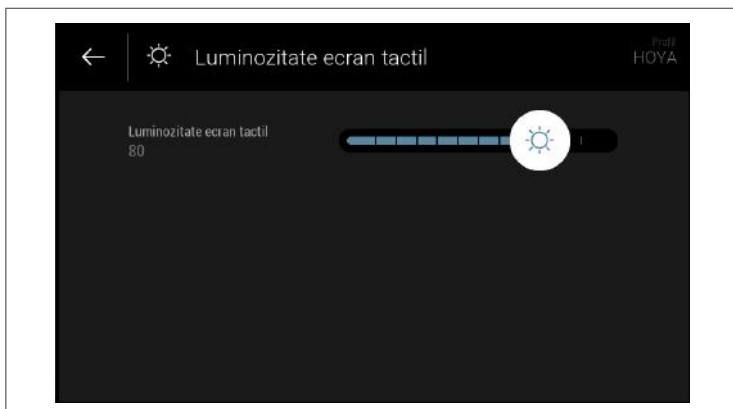 Profil
Luminozitate ecran tactil
HOYA
Luminozitate ecran tactil
80